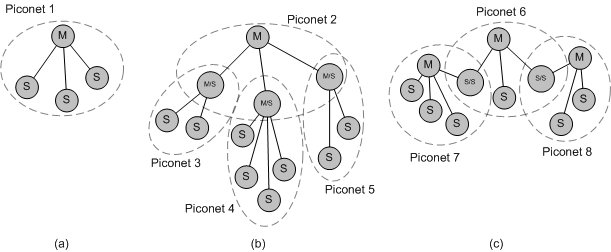 Piconet 1
M
S
S
S
(a)
Piconet 2
M
M/S
M/S
M/S
S
S
S
S
S
S
S
S
Piconet 3
Piconet 4
Piconet 5
(b)
Piconet 6
M
M
M
S/S
S/S
S
S
S
S
S
S
Piconet 7
Piconet 8
(c)